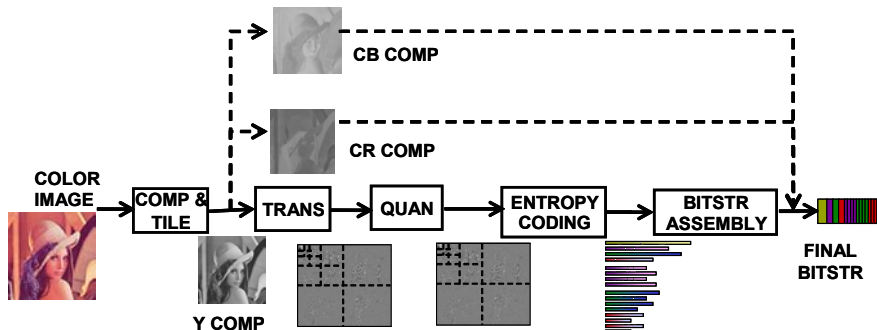 CB COMP
CR COMP
COLOR
IMAGE
COMP &
TILE
TRANS
QUAN
ENTROPY
CODING
BITSTR
ASSEMBLY
FINAL
BITSTR
Y COMP